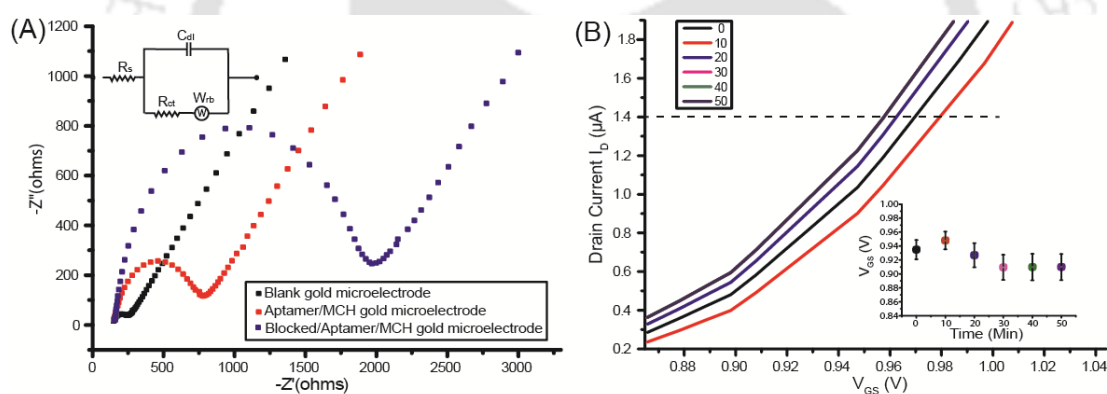 (A)
1200
1000
800
600
400
200
0
-Z"(ohms)
Cdl
Rs
Rct
Wrb
W
Blank gold microelectrode
Aptamer/MCH gold microelectrode
Blocked/Aptamer/MCH gold microelectrode
0 500 1000 1500 2000 2500 3000
-Z'(ohms)
(B)
1.8
1.6
1.4
1.2
1.0
0.8
0.6
0.4
0.2
Drain Current ID (µA)
0
10
20
30
40
50
0.96
0.94
0.92
0.90
0.88
0.86
0.84
VGS (V)
0 10 20 30 40 50
Time (Min)
0.88 0.90 0.92 0.94 0.96 0.98 1.00 1.02 1.04
VGS (V)